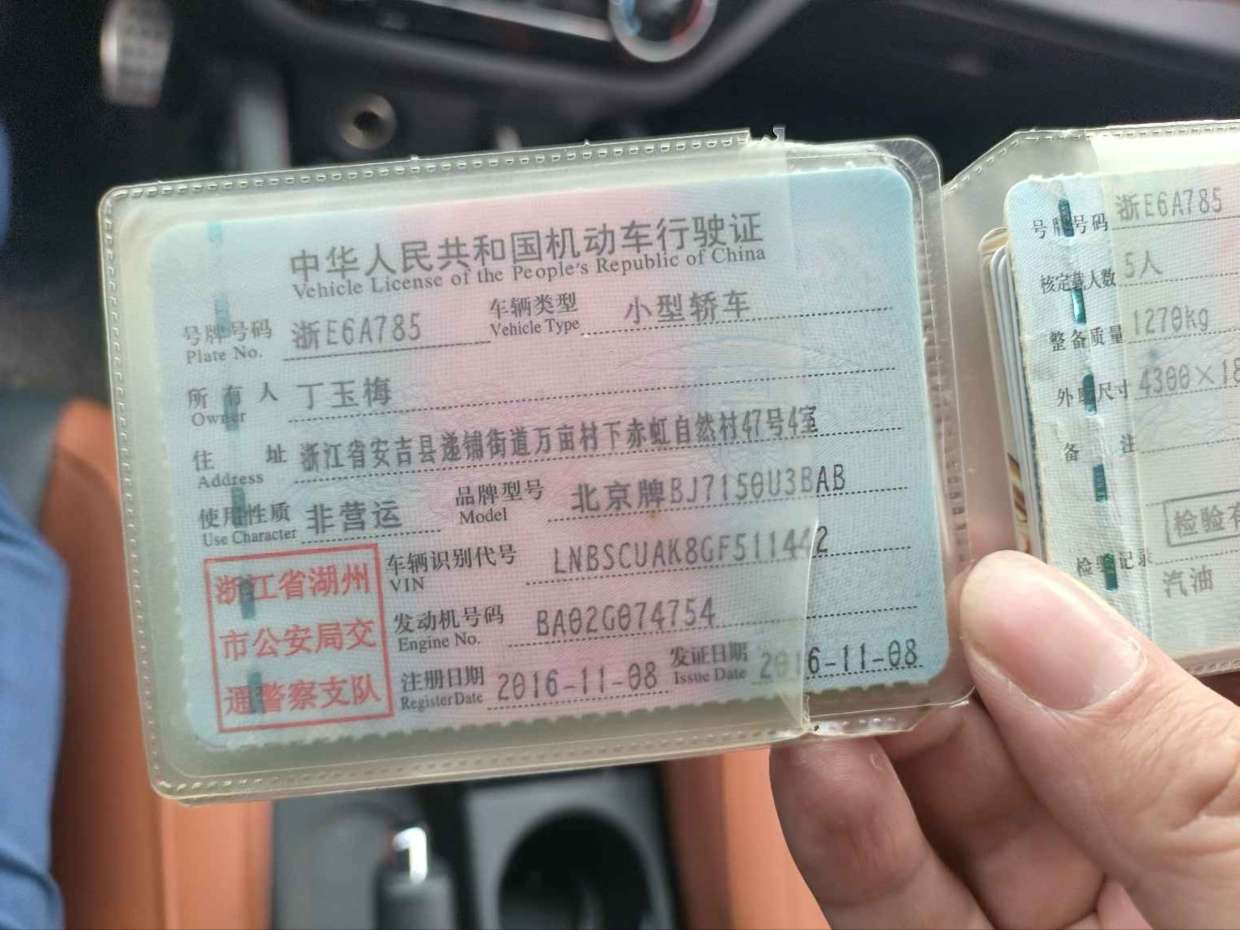 中华人民共和国机动车行驶证
Vehicle License of the People's Republic of China
号牌号码 浙E6A785 车辆类型 小型轿车
Plate No. Vehicle Type
所有人 丁玉梅
Owner
住址 浙江省安吉县递铺街道万亩村下赤虹自然村47号4室
Address
使用性质 非营运 品牌型号 北京牌BJ7150U3BAB
Use Character Model
浙江省湖州
市公安局交
通警察支队
车辆识别代号 LNBSCUAK8GF511442
VIN
发动机号码 BA02G074754
Engine No.
注册日期 2016-11-08 发证日期 2016-11-08
Register Date Issue Date
号牌号码 浙E6A785
核定载人数 5人
整备质量 1270kg
外廓尺寸 4300×18
备注
检验有
检验记录
汽油